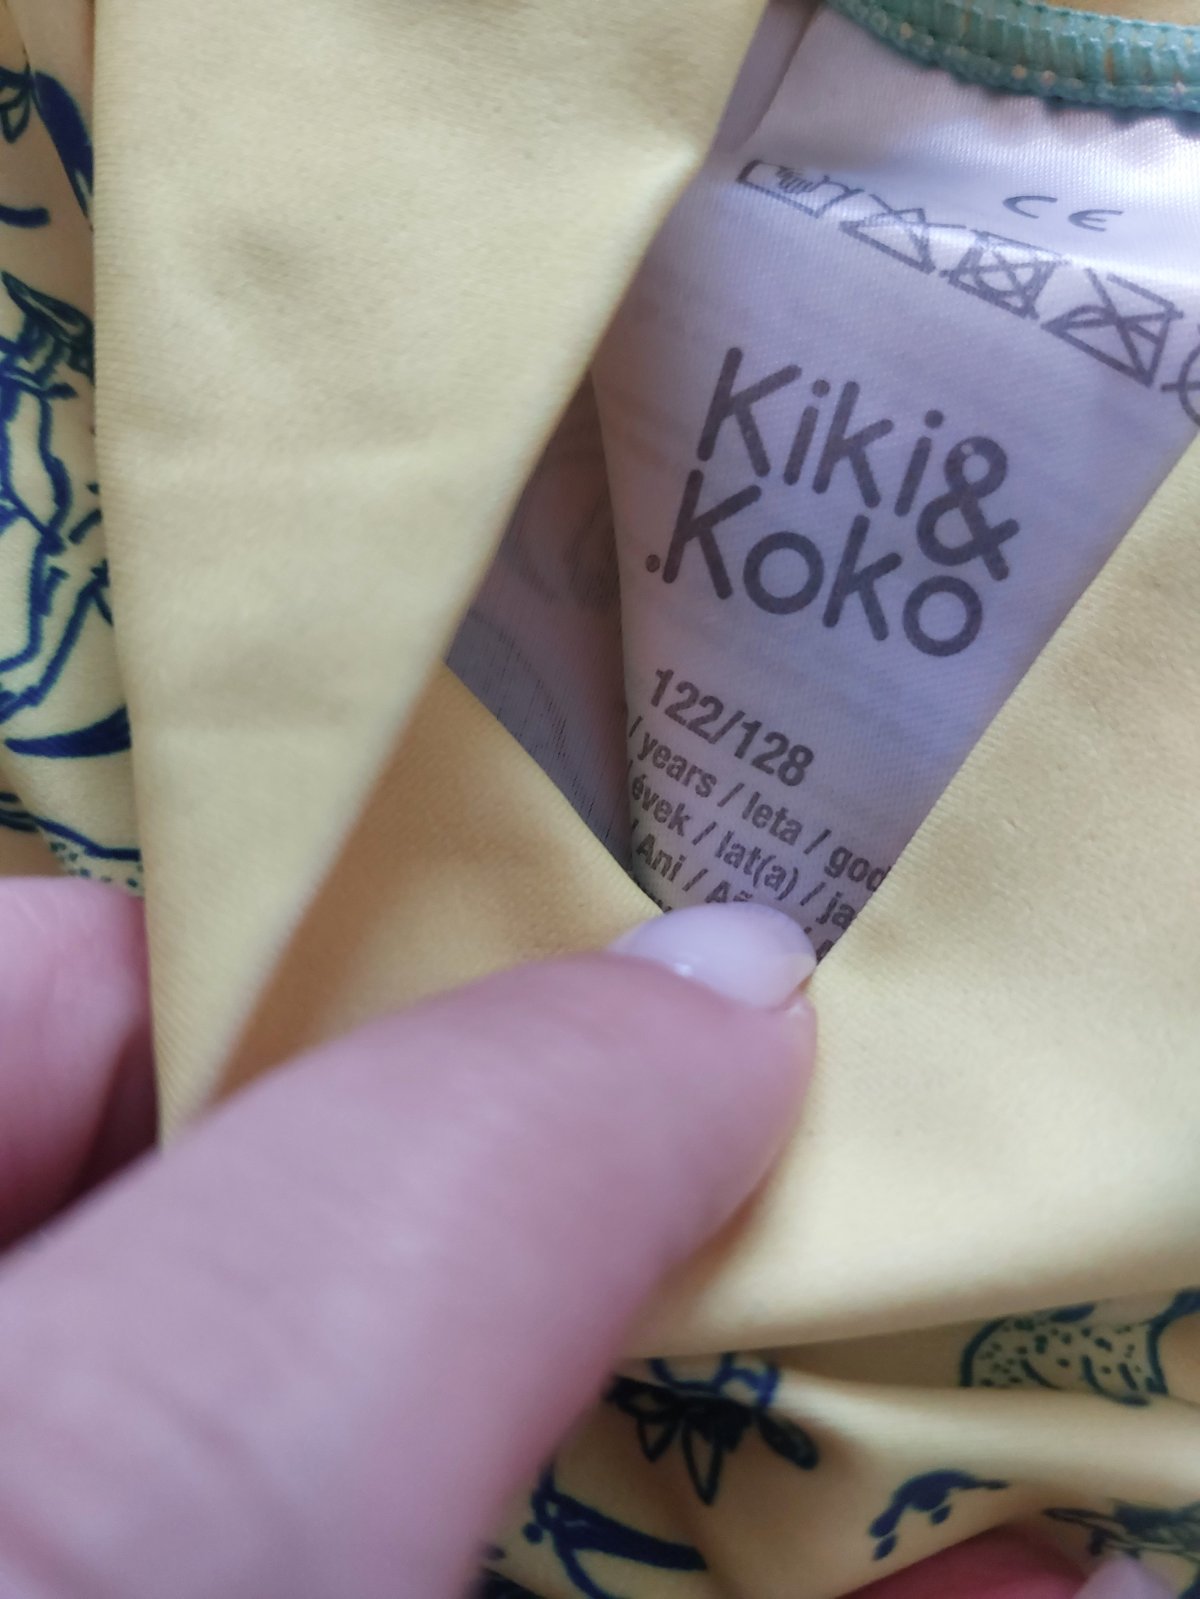 CE
Kiki&
Koko
122/128
/ years / leta / god
/ évek / lat(a) / ja
/ Ani /